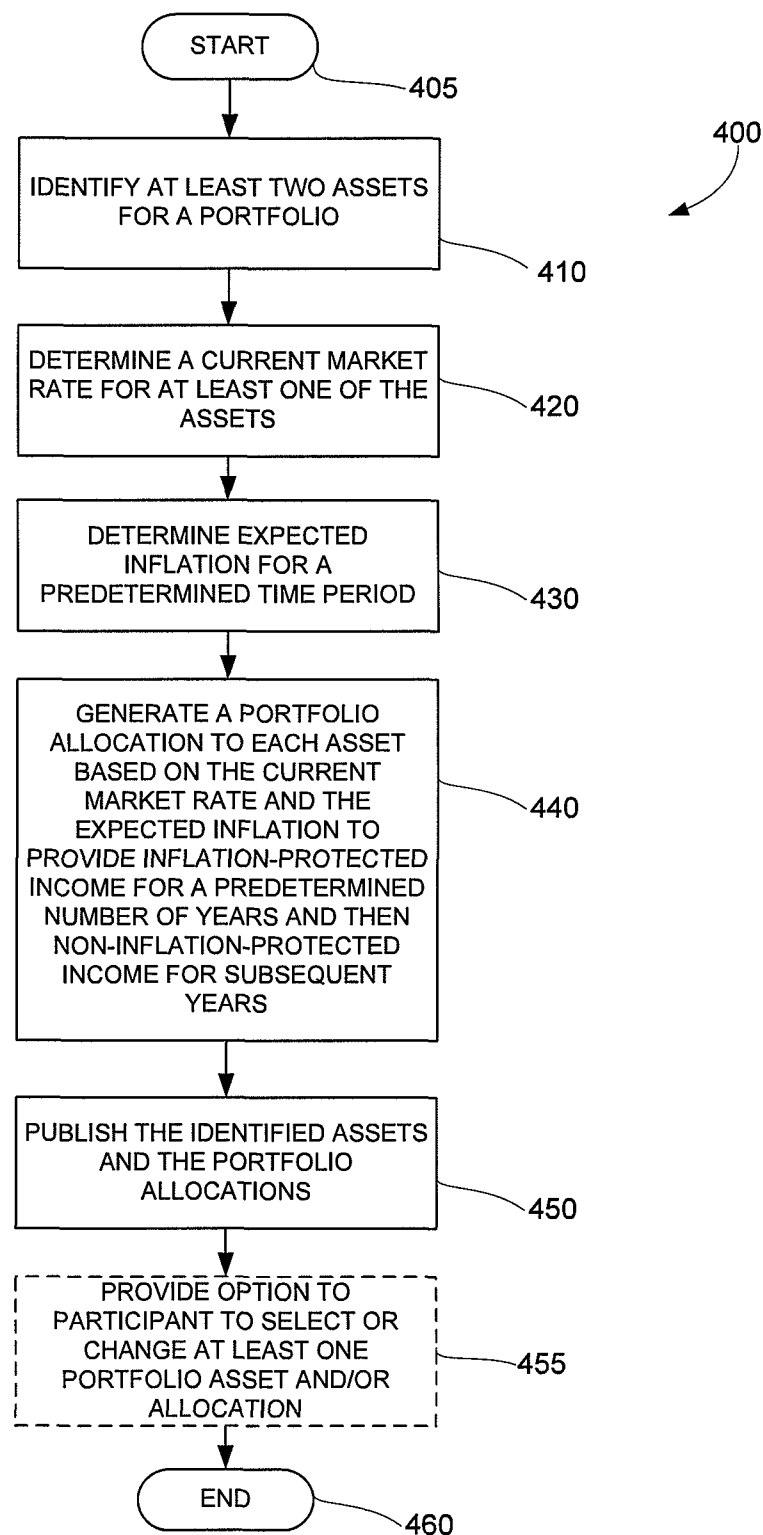 START
405
400
IDENTIFY AT LEAST TWO ASSETS
FOR A PORTFOLIO
410
DETERMINE A CURRENT MARKET
RATE FOR AT LEAST ONE OF THE
ASSETS
420
DETERMINE EXPECTED
INFLATION FOR A
PREDETERMINED TIME PERIOD
430
GENERATE A PORTFOLIO
ALLOCATION TO EACH ASSET
BASED ON THE CURRENT
MARKET RATE AND THE
EXPECTED INFLATION TO
PROVIDE INFLATION-PROTECTED
INCOME FOR A PREDETERMINED
NUMBER OF YEARS AND THEN
NON-INFLATION-PROTECTED
INCOME FOR SUBSEQUENT
YEARS
440
PUBLISH THE IDENTIFIED ASSETS
AND THE PORTFOLIO
ALLOCATIONS
450
PROVIDE OPTION TO
PARTICIPANT TO SELECT OR
CHANGE AT LEAST ONE
PORTFOLIO ASSET AND/OR
ALLOCATION
455
END
460